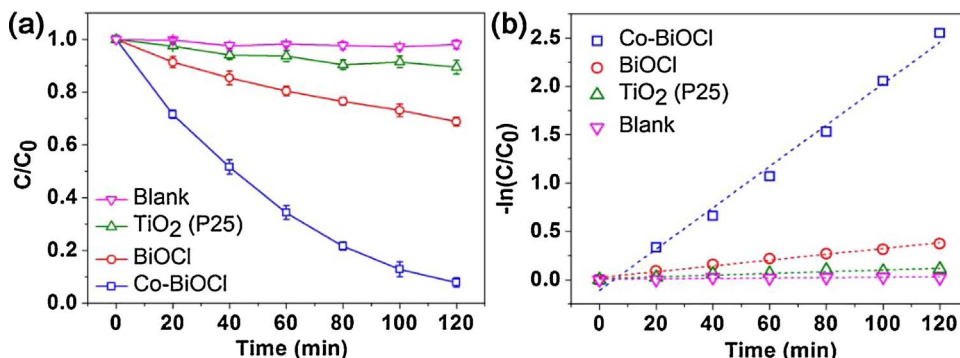 (a)
C/C0
1.0
0.8
0.6
0.4
0.2
0.0
Blank
TiO2 (P25)
BiOCl
Co-BiOCl
0 20 40 60 80 100 120
Time (min)
(b)
-ln(C/C0)
2.5
2.0
1.5
1.0
0.5
0.0
Co-BiOCl
BiOCl
TiO2 (P25)
Blank
0 20 40 60 80 100 120
Time (min)